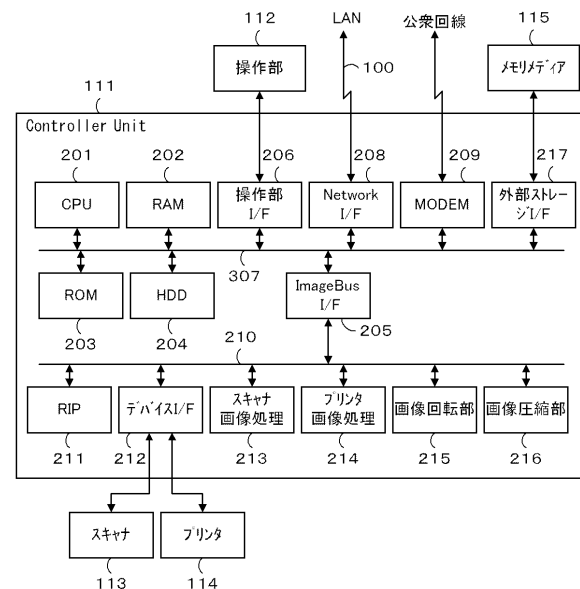 LAN
公衆回線
112
115
操作部
100
メモリメディア
111
Controller Unit
201
202
206
208
209
217
CPU
RAM
操作部
I/F
Network
I/F
MODEM
外部ストレー
ジI/F
307
ROM
HDD
ImageBus
I/F
203
204
205
210
RIP
デバイスI/F
スキャナ
画像処理
プリンタ
画像処理
画像回転部
画像圧縮部
211
212
213
214
215
216
スキャナ
プリンタ
113
114